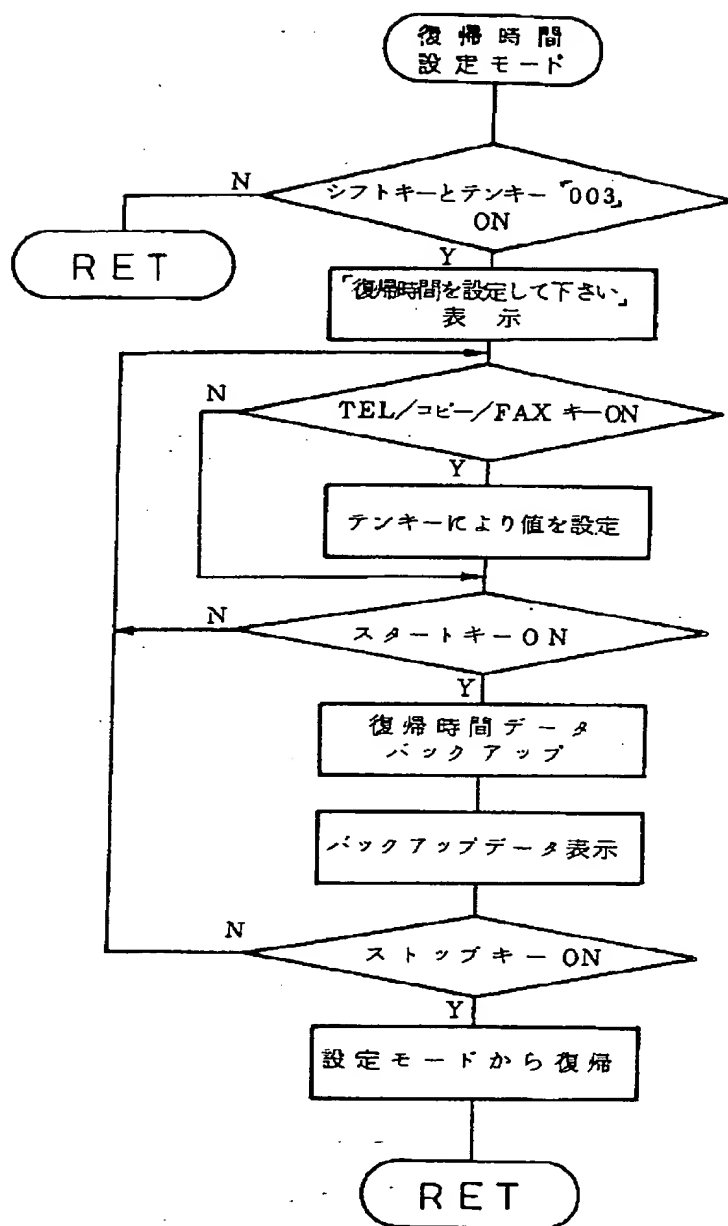 復帰時間
設定モード
N
シフトキーとテンキー「003」
ON
RET
Y
「復帰時間を設定して下さい」
表示
N
TEL/コピー/FAX キーON
Y
テンキーにより値を設定
N
スタートキーON
Y
復帰時間データ
バックアップ
バックアップデータ表示
N
ストップキーON
Y
設定モードから復帰
RET